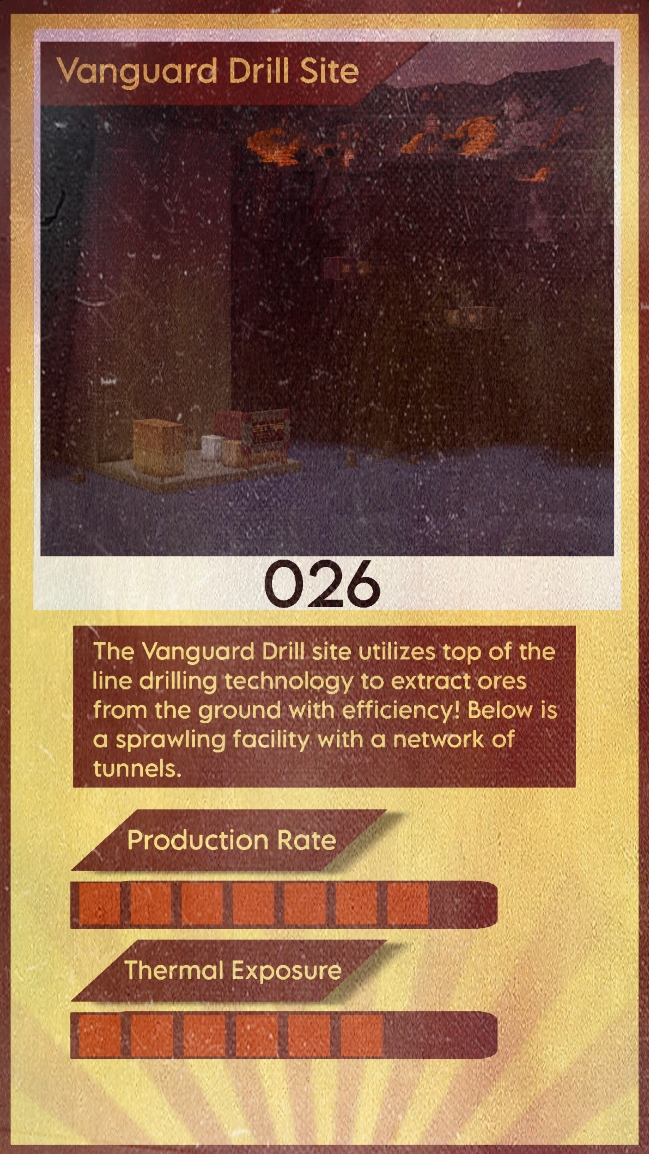 Vanguard Drill Site
026
The Vanguard Drill site utilizes top of the
line drilling technology to extract ores
from the ground with efficiency! Below is
a sprawling facility with a network of
tunnels.
Production Rate
Thermal Exposure